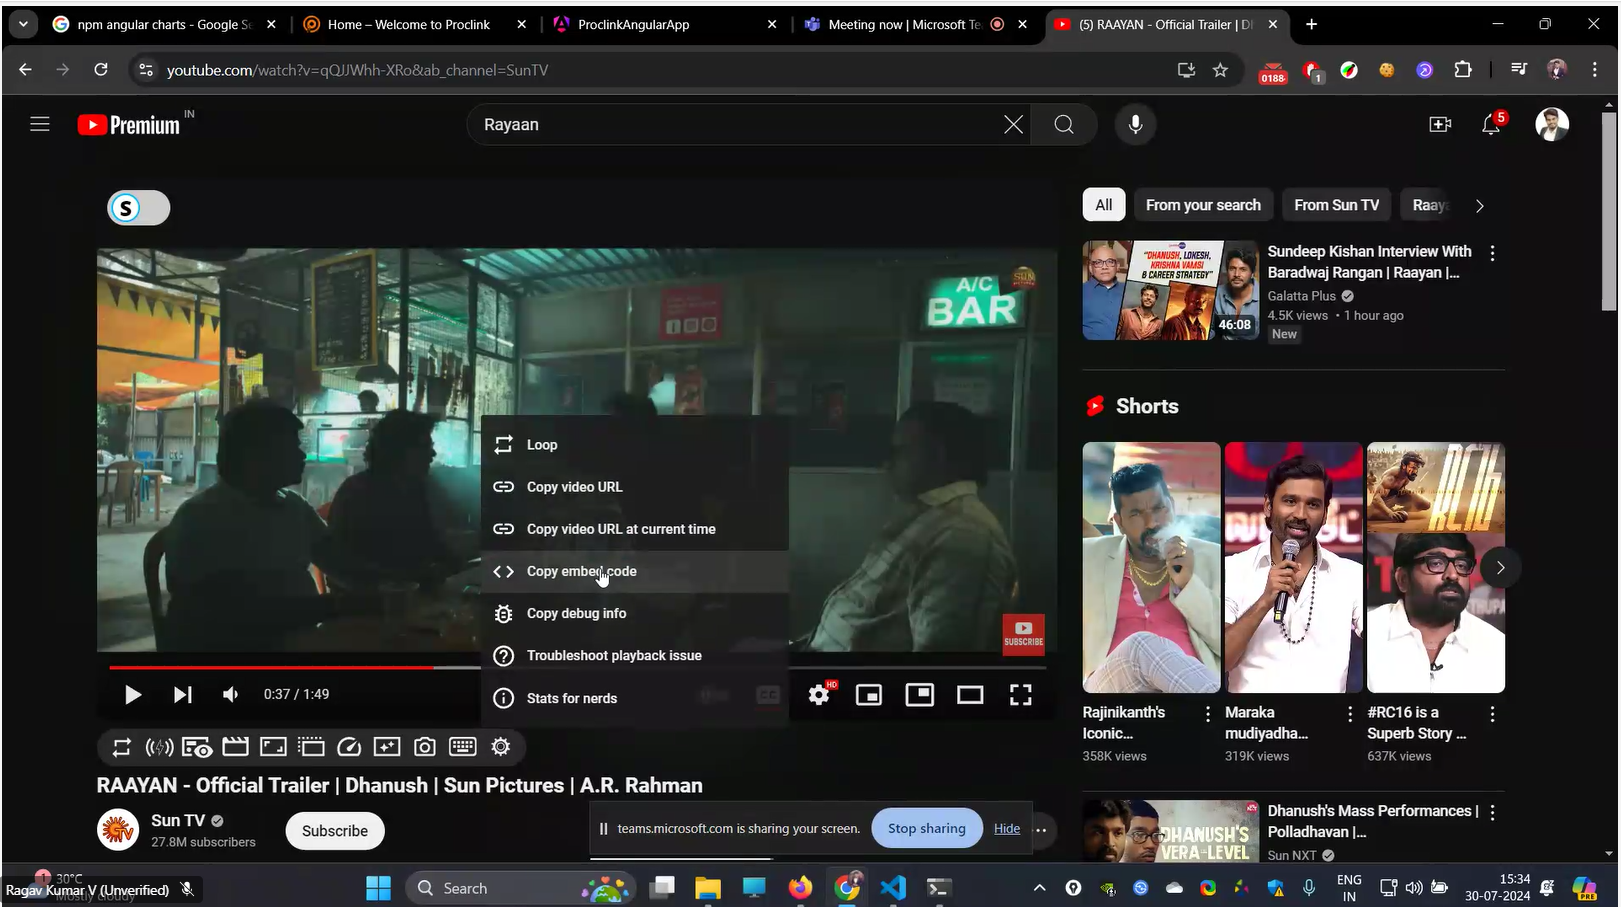 npm angular charts - Google Se
Home – Welcome to Proclink
ProclinkAngularApp
Meeting now | Microsoft Te
(5) RAAYAN - Official Trailer | D
youtube.com/watch?v=qQJJWhh-XRo&ab_channel=SunTV
0188
1
Premium IN
Rayaan
5
S
All
From your search
From Sun TV
Raaya
A/C
BAR
SUN
"DHANUSH, LOKESH,
KRISHNA VAMSI
& CAREER STRATEGY"
46:08
Sundeep Kishan Interview With
Baradwaj Rangan | Raayan |...
Galatta Plus
4.5K views • 1 hour ago
New
Shorts
Loop
Copy video URL
Copy video URL at current time
Copy embed code
Copy debug info
Troubleshoot playback issue
Stats for nerds
SUBSCRIBE
0:37 / 1:49
HD
CC
RC16
Rajinikanth's
Iconic...
358K views
Maraka
mudiyadha...
319K views
#RC16 is a
Superb Story ...
637K views
RAAYAN - Official Trailer | Dhanush | Sun Pictures | A.R. Rahman
Sun TV
27.8M subscribers
Subscribe
teams.microsoft.com is sharing your screen.
Stop sharing
Hide
DHANUSH'S
VERA-LEVEL
Dhanush's Mass Performances |
Polladhavan |...
Sun NXT
1
30°C
Mostly cloudy
Ragav Kumar V (Unverified)
Search
ENG
IN
15:34
30-07-2024
PRE